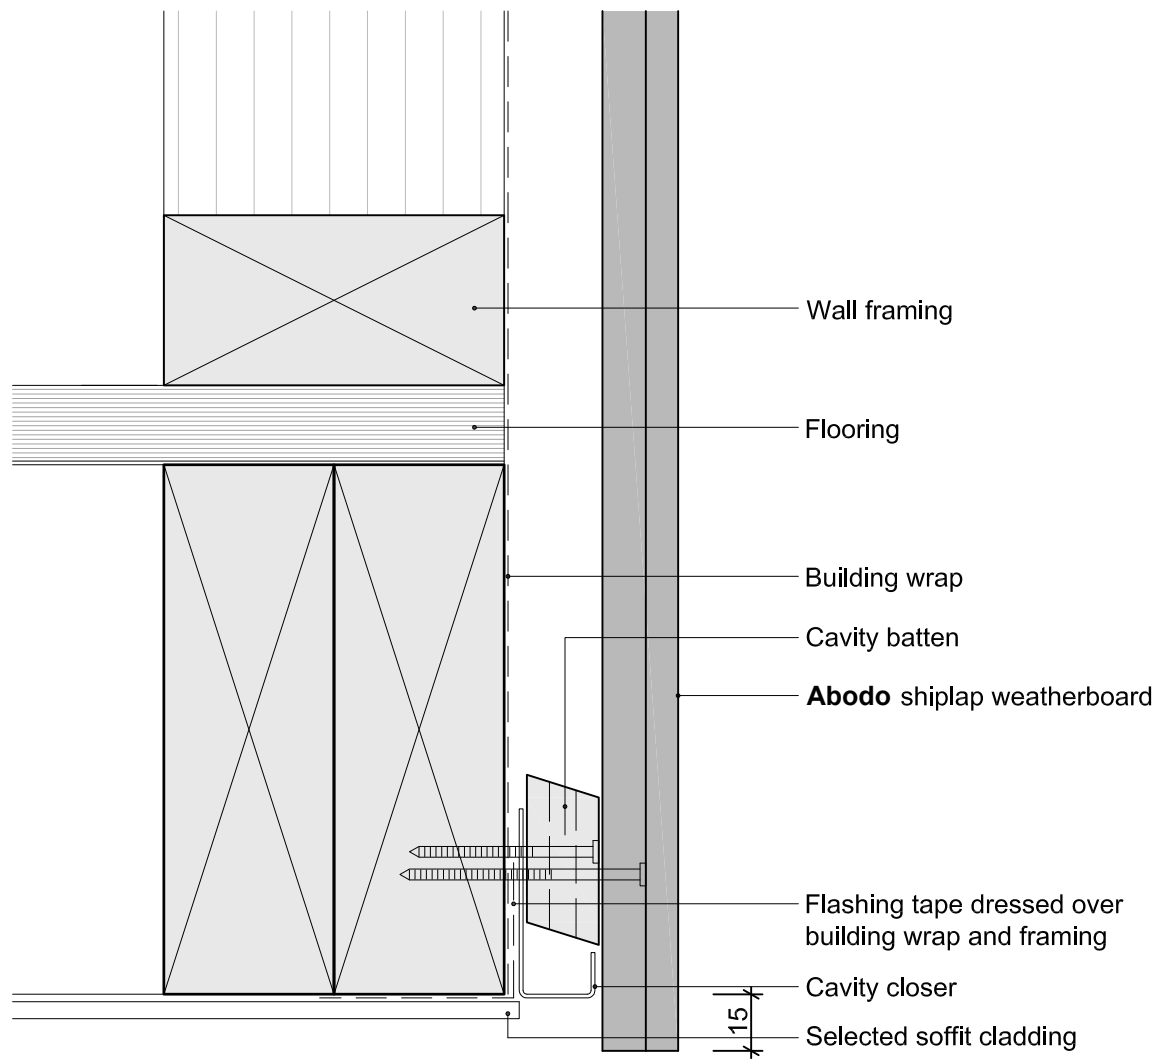 Wall framing
Flooring
Building wrap
Cavity batten
Abodo shiplap weatherboard
Flashing tape dressed over
building wrap and framing
Cavity closer
15
Selected soffit cladding